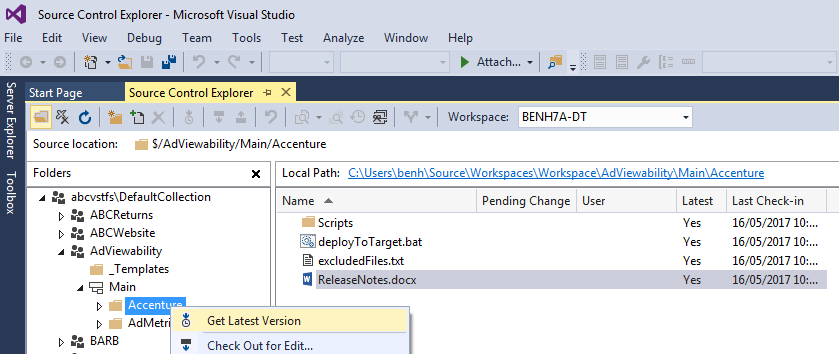 Source Control Explorer - Microsoft Visual Studio
File Edit View Debug Team Tools Test Analyze Window Help
Attach...
Server Explorer
Toolbox
Start Page
Source Control Explorer
Workspace: BENH7A-DT
Source location: $/AdViewability/Main/Accenture
Folders
Local Path: C:\Users\benh\Source\Workspaces\Workspace\AdViewability\Main\Accenture
abcvstfs\DefaultCollection
ABCReturns
ABCWebsite
AdViewability
_Templates
Main
Accenture
AdMetri
BARB
Name Pending Change User Latest Last Check-in
Scripts Yes 16/05/2017 10:...
deployToTarget.bat Yes 16/05/2017 10:...
excludedFiles.txt Yes 16/05/2017 10:...
ReleaseNotes.docx Yes 16/05/2017 10:...
Get Latest Version
Check Out for Edit...